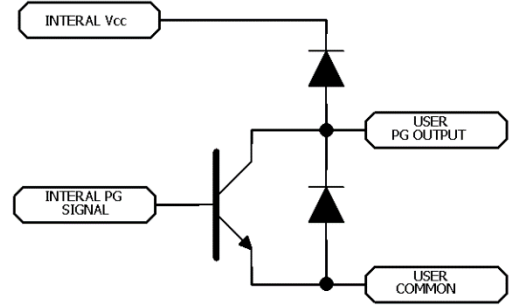 INTERAL Vcc
USER
PG OUTPUT
INTERAL PG
SIGNAL
USER
COMMON